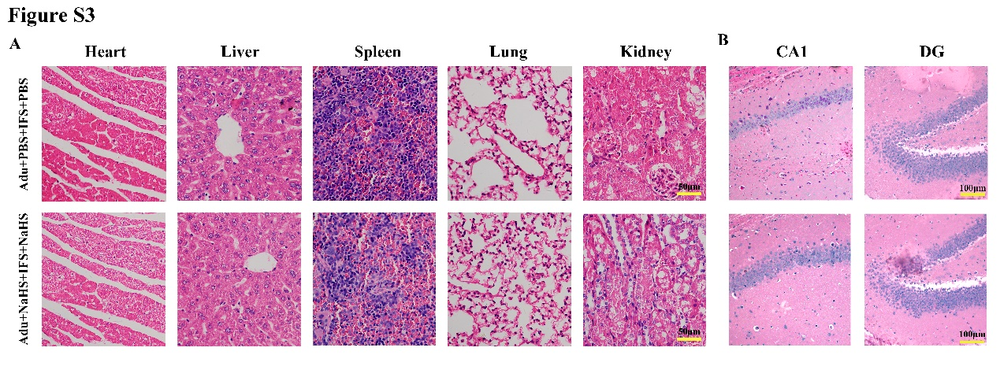 Figure S3
A
Heart Liver Spleen Lung Kidney
B
CA1 DG
Adu+PBS+IFS+PBS
50μm
100μm
Adu+NaHS+IFS+NaHS
50μm
100μm